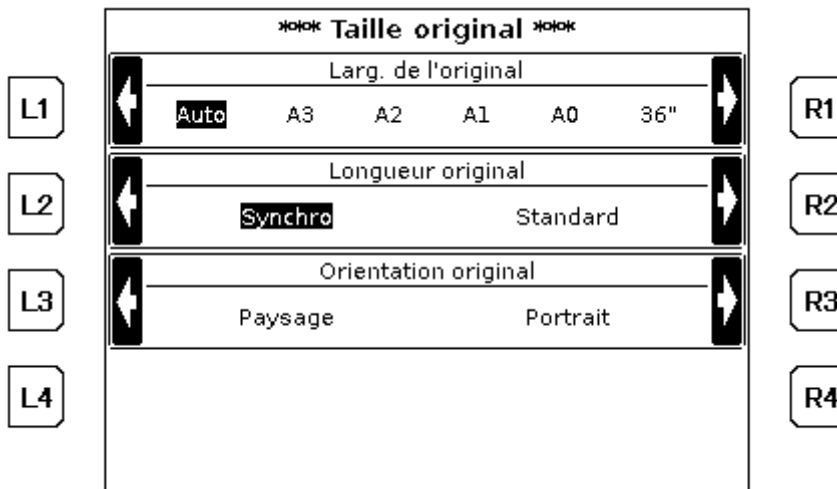 *** Taille original ***
Larg. de l'original
L1 Auto A3 A2 A1 A0 36" R1
Longueur original
L2 Synchro Standard R2
Orientation original
L3 Paysage Portrait R3
L4 R4